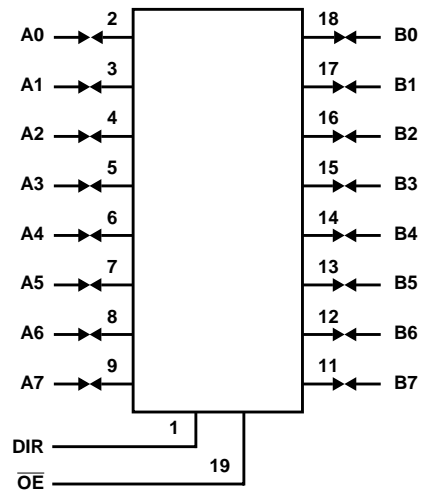 A0 2 18 B0
A1 3 17 B1
A2 4 16 B2
A3 5 15 B3
A4 6 14 B4
A5 7 13 B5
A6 8 12 B6
A7 9 11 B7
DIR 1
O̅E̅ 19